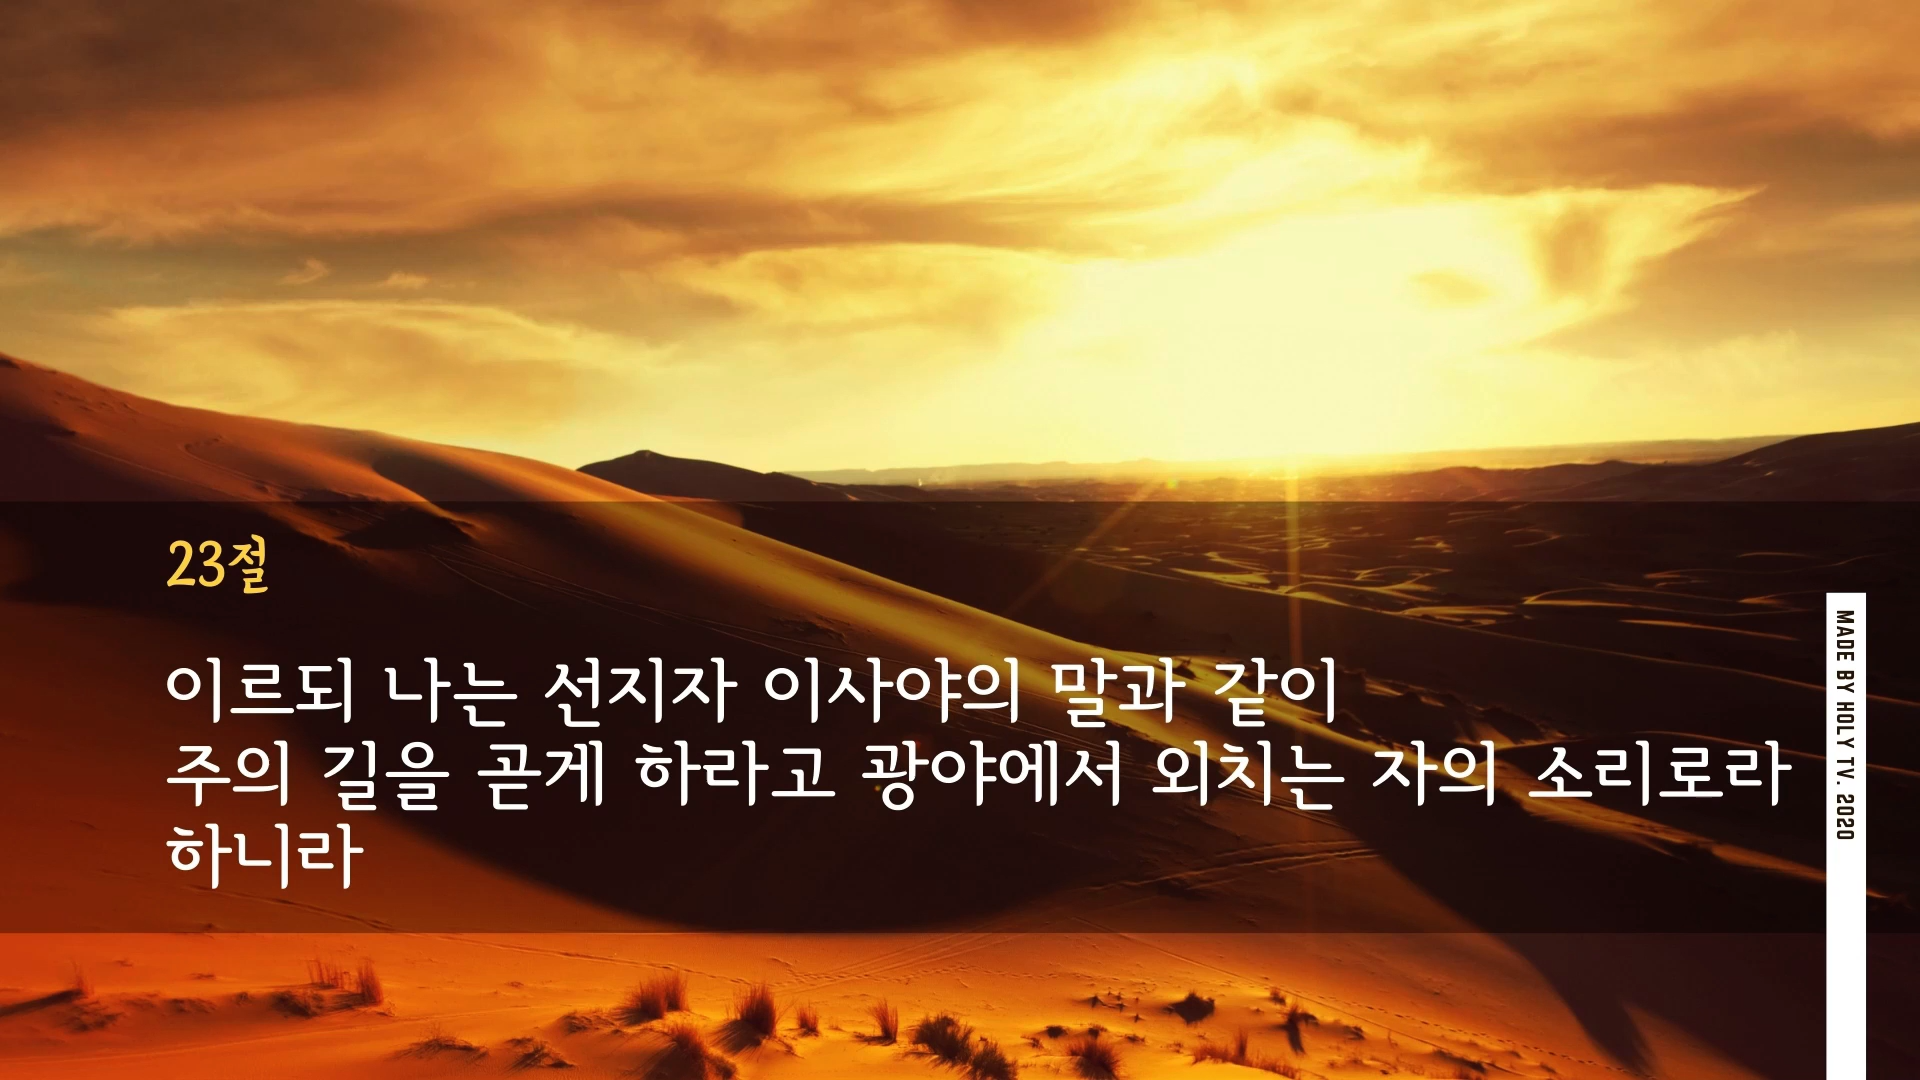 23절
이르되 나는 선지자 이사야의 말과 같이
주의 길을 곧게 하라고 광야에서 외치는 자의 소리로라
하니라
MADE BY HOLY TV. 2020